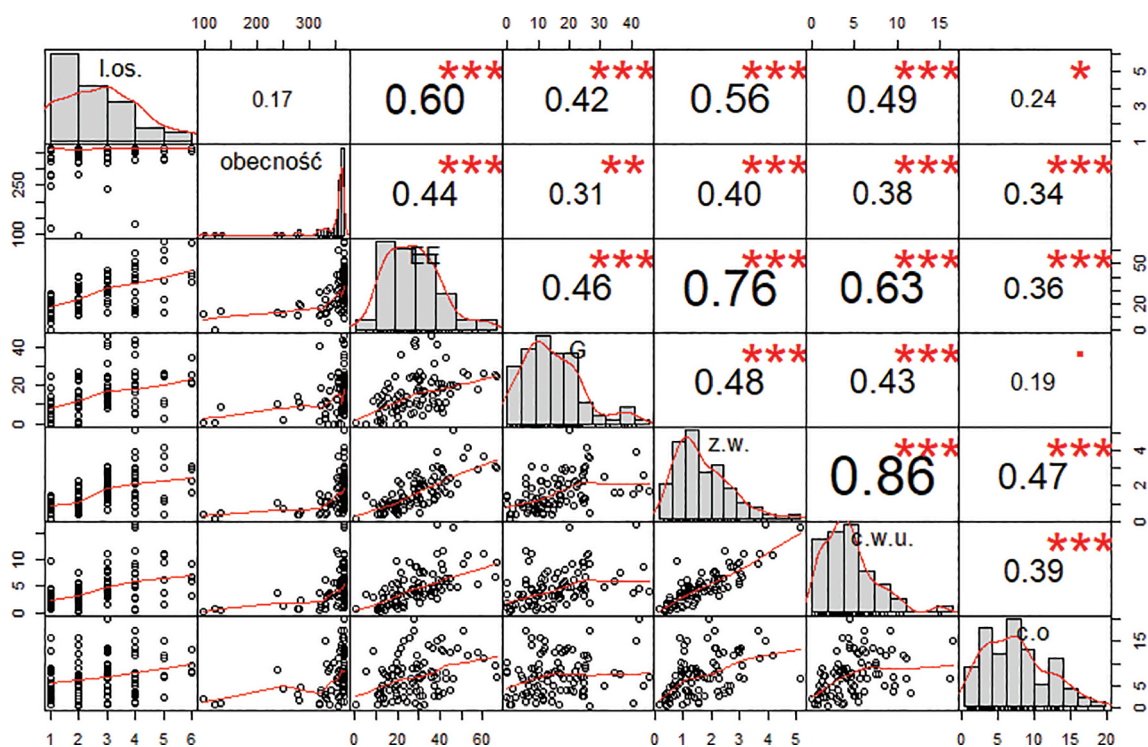 100 200 300 0 10 20 30 40 0 5 10 15
l.os. 0.17 0.60 *** 0.42 *** 0.56 *** 0.49 *** 0.24 * 1 3 5
100 250 obecność 0.44 *** 0.31 ** 0.40 *** 0.38 *** 0.34 ***
EE 0.46 *** 0.76 *** 0.63 *** 0.36 *** 0 20 50
0 20 40 G 0.48 *** 0.43 *** 0.19 .
z.w. 0.86 *** 0.47 *** 0 2 4
0 5 10 c.w.u. 0.39 ***
c.o 0 5 15
1 2 3 4 5 6 0 20 40 60 0 1 2 3 4 5 0 5 10 15 20